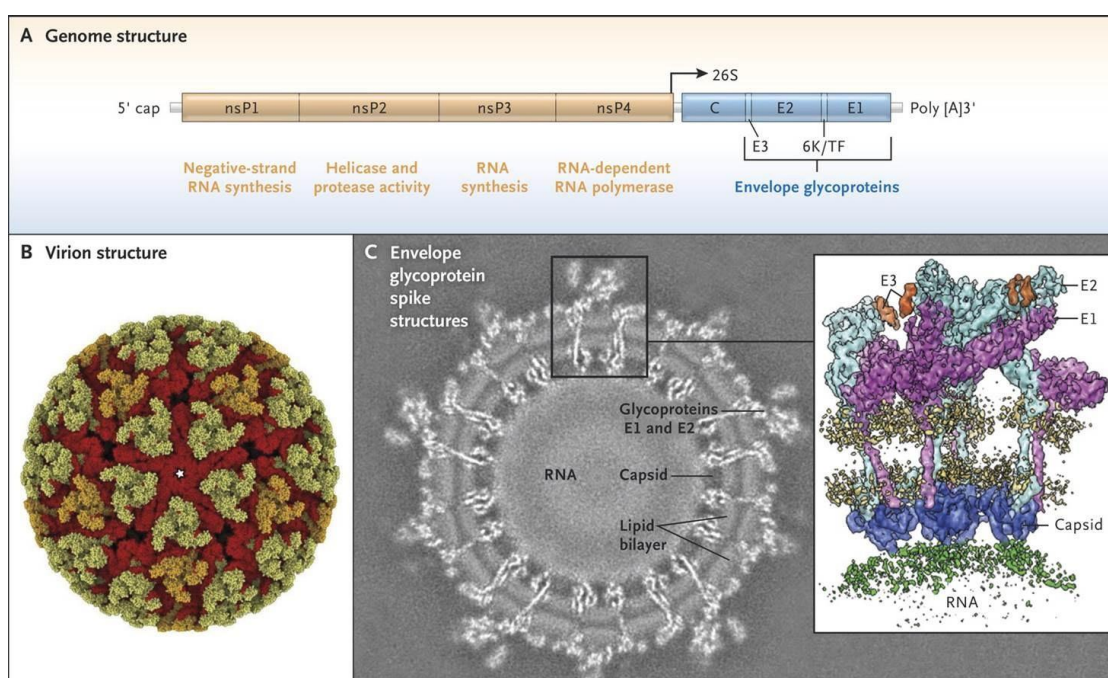 A Genome structure
26S
5' cap
nsP1
nsP2
nsP3
nsP4
C
E2
E1
Poly [A]3'
E3
6K/TF
Negative-strand
RNA synthesis
Helicase and
protease activity
RNA
synthesis
RNA-dependent
RNA polymerase
Envelope glycoproteins
B Virion structure
C Envelope
glycoprotein
spike
structures
Glycoproteins
E1 and E2
RNA
Capsid
Lipid
bilayer
E3
E2
E1
Capsid
RNA